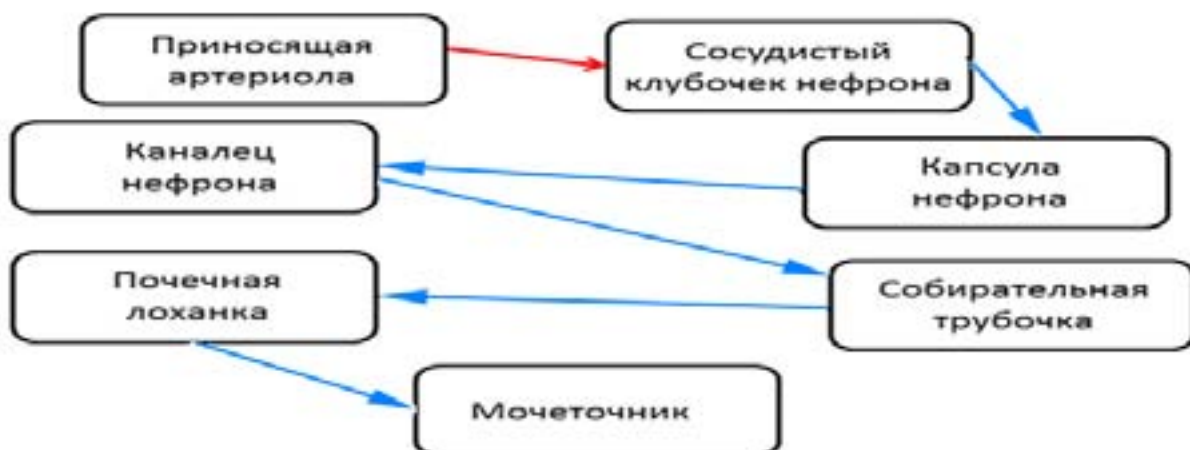 Приносящая
артериола
Сосудистый
клубочек нефрона
Капсула
нефрона
Каналец
нефрона
Собирательная
трубочка
Почечная
лоханка
Мочеточник